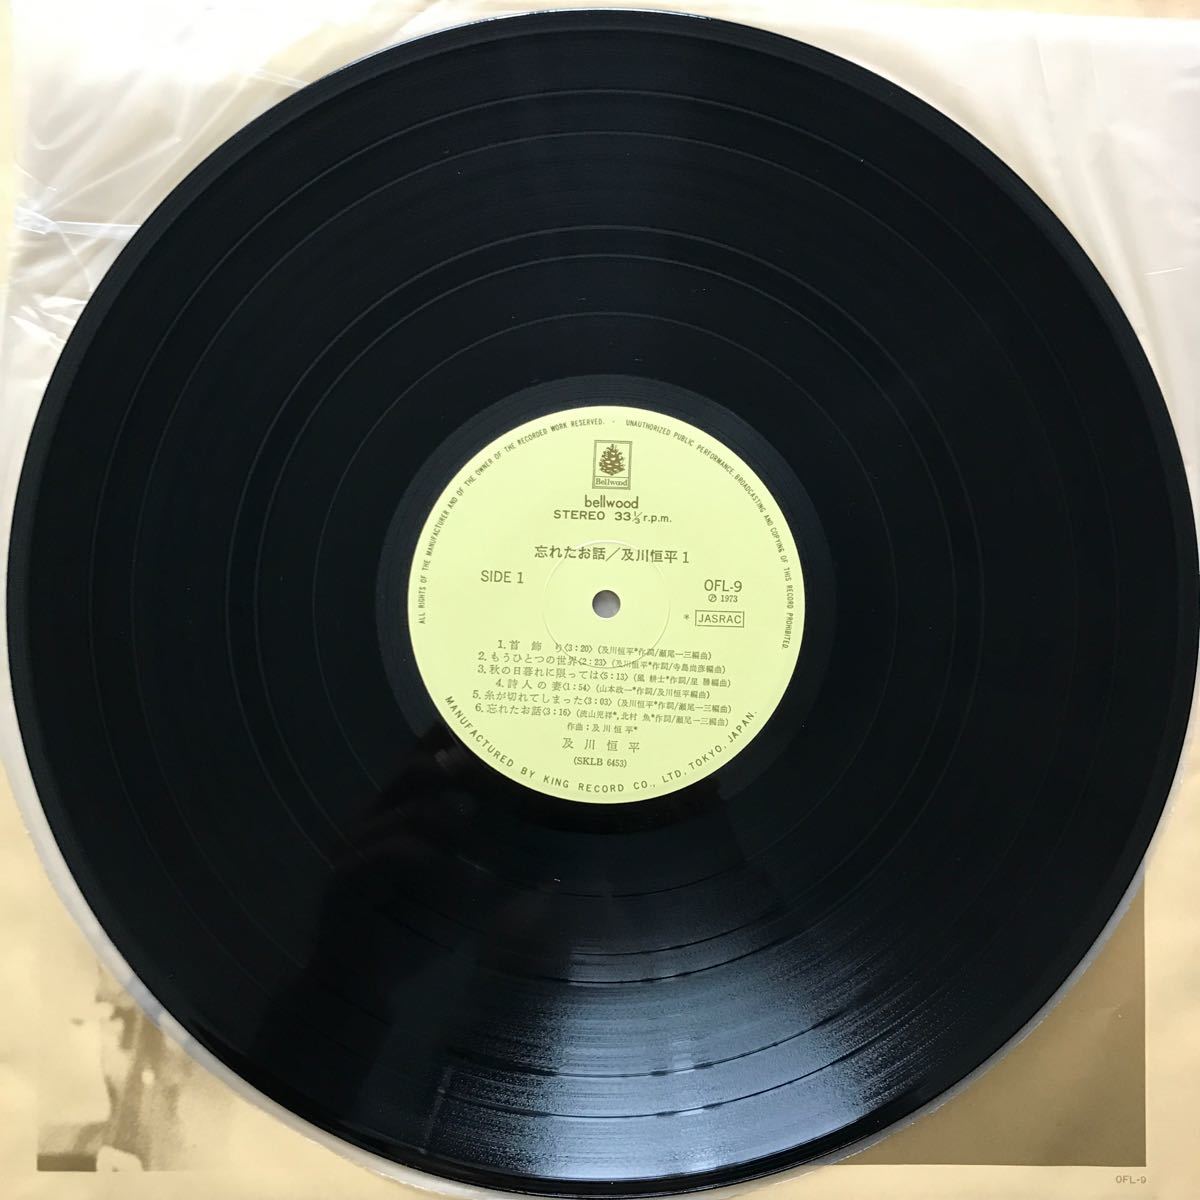 ALL RIGHTS OF THE MANUFACTURER AND OF THE OWNER OF THE RECORDED WORK RESERVED. · UNAUTHORIZED PUBLIC PERFORMANCE, BROADCASTING AND COPYING OF THIS RECORD PROHIBITED.
Bellwood
bellwood
STEREO 33⅓ r.p.m.
忘れたお話／及川恒平 1
SIDE 1
OFL-9
Ⓟ 1973
* JASRAC
1. 首飾り〈3:20〉(及川恒平*作詞/瀬尾一三編曲)
2. もうひとつの世界〈2:23〉(及川恒平*作詞/寺島尚彦編曲)
3. 秋の日暮れに限っては〈5:13〉(風 耕士*作詞/星 勝編曲)
4. 詩人の妻〈1:54〉(山本政一*作詞/及川恒平編曲)
5. 糸が切れてしまった〈3:03〉(及川恒平*作詞/瀬尾一三編曲)
6. 忘れたお話〈3:16〉(流山児祥*, 北村 魚*作詞/瀬尾一三編曲)
作曲：及川恒平*
及川恒平
(SKLB 6453)
MANUFACTURED BY KING RECORD CO., LTD, TOKYO, JAPAN.
OFL-9